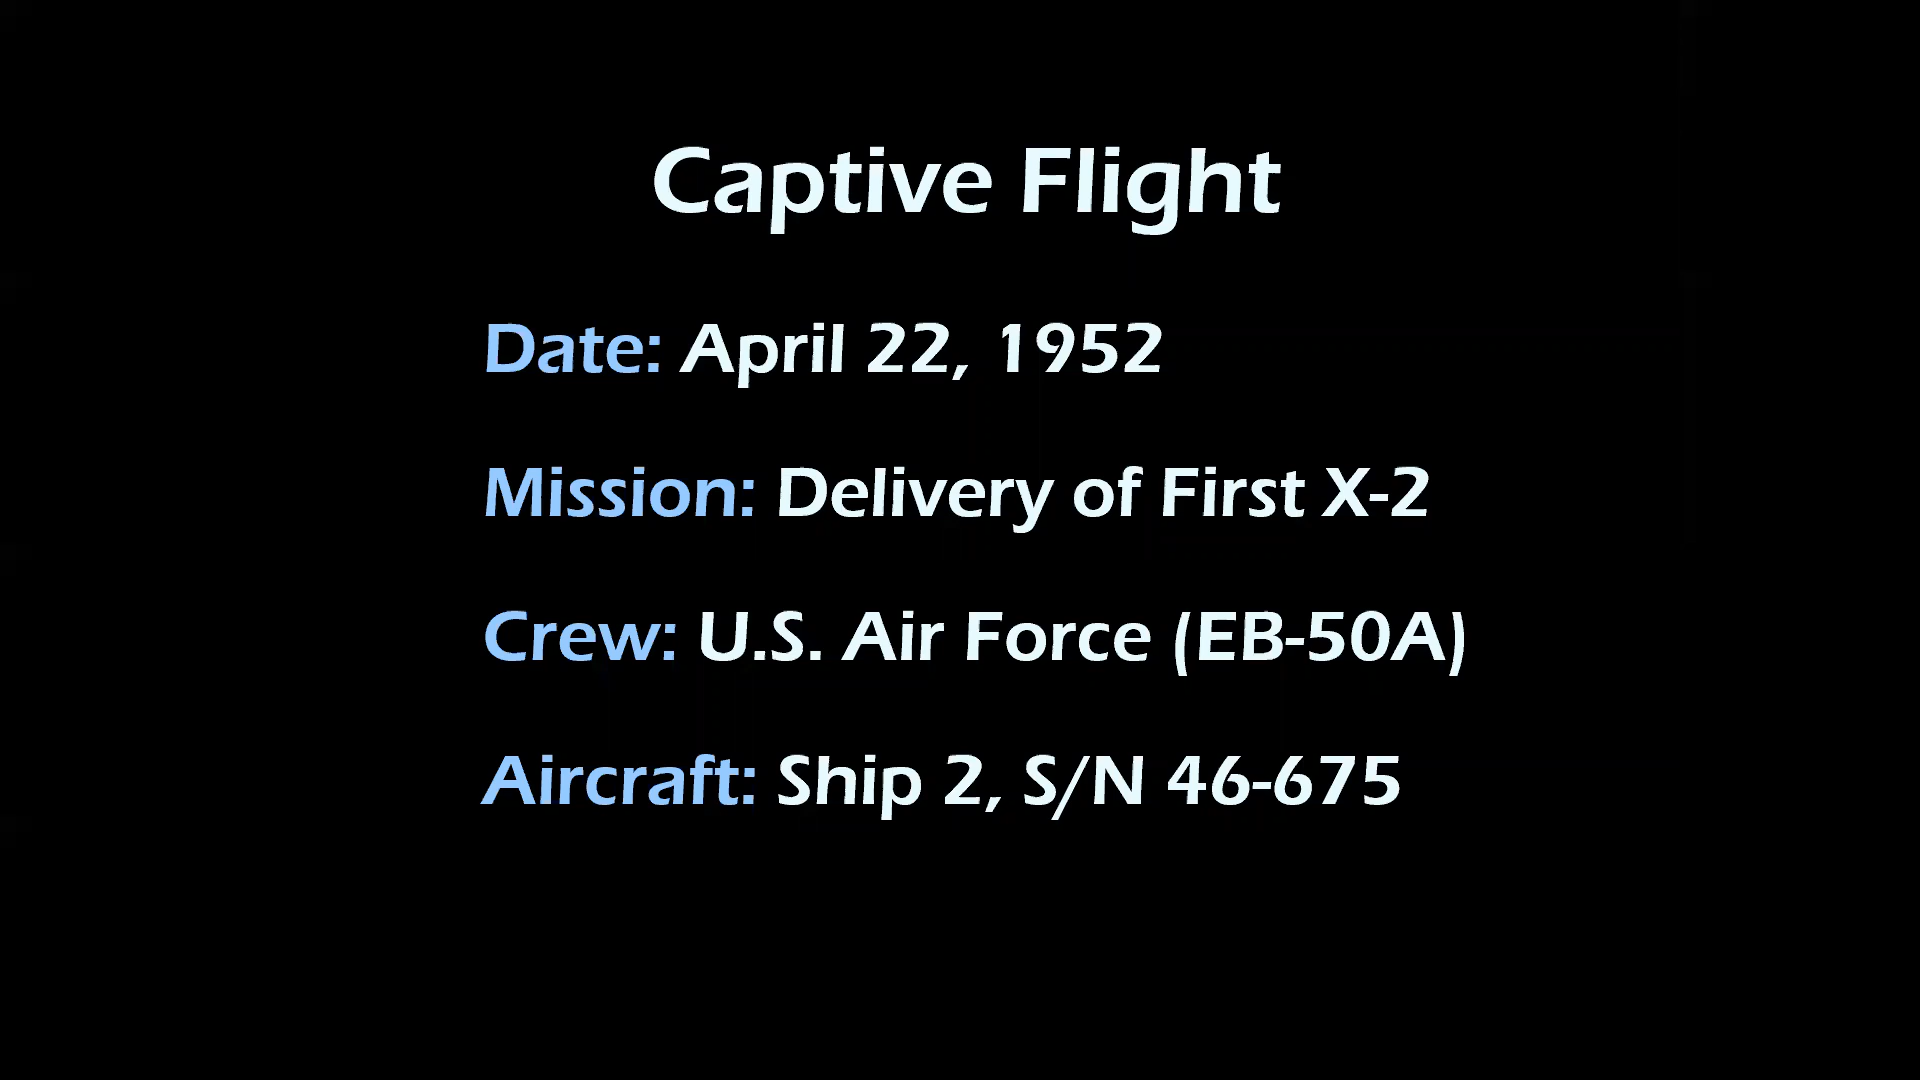 Captive Flight
Date: April 22, 1952
Mission: Delivery of First X-2
Crew: U.S. Air Force (EB-50A)
Aircraft: Ship 2, S/N 46-675